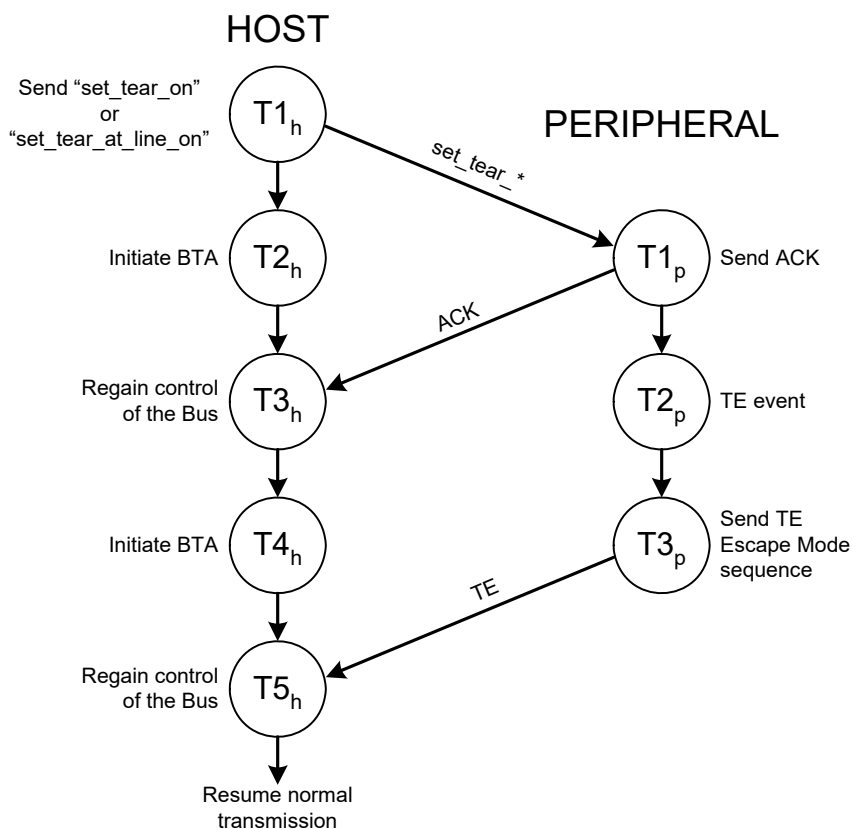 HOST
Send “set_tear_on”
or
“set_tear_at_line_on”
T1h
PERIPHERAL
set_tear_*
Initiate BTA
T2h
T1p
Send ACK
ACK
Regain control
of the Bus
T3h
T2p
TE event
Initiate BTA
T4h
T3p
Send TE
Escape Mode
sequence
TE
Regain control
of the Bus
T5h
Resume normal
transmission